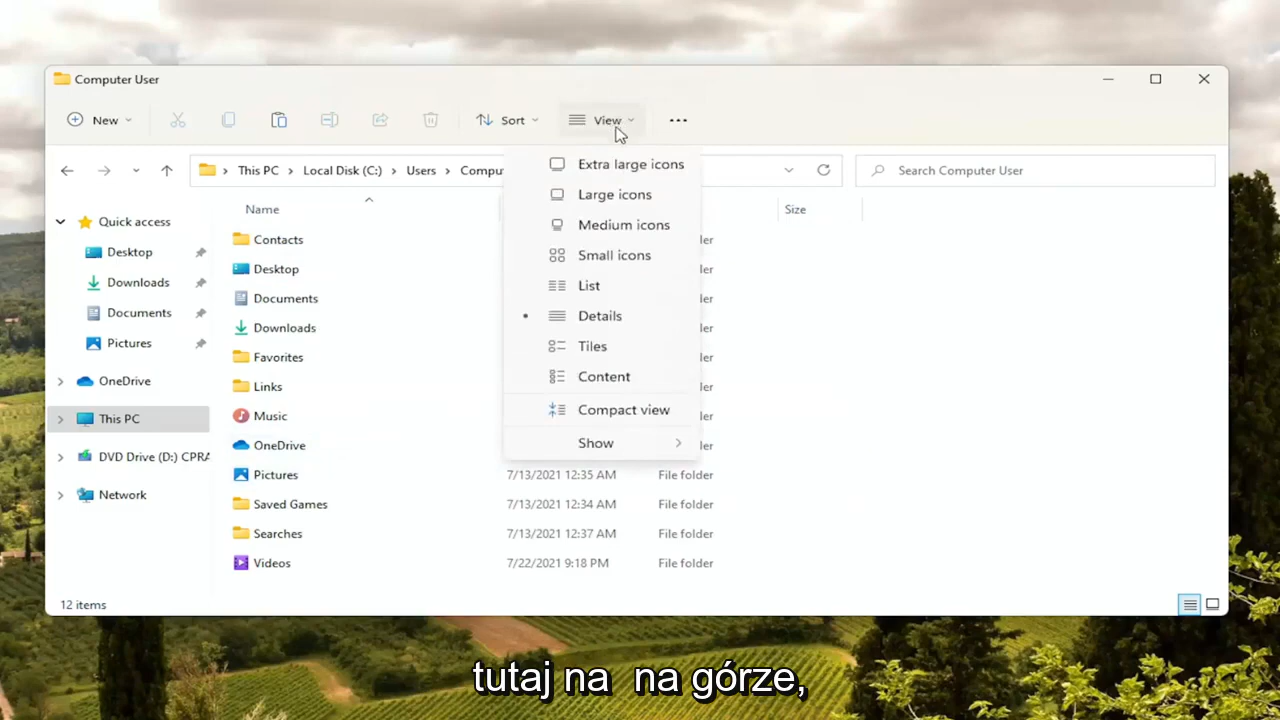 Computer User
New
Sort
View
This PC > Local Disk (C:) > Users >
Search Computer User
Name
Size
Quick access
Desktop
Downloads
Documents
Pictures
OneDrive
This PC
DVD Drive (D:) CPRA
Network
Contacts
Desktop
Documents
Downloads
Favorites
Links
Music
OneDrive
Pictures 7/13/2021 12:35 AM File folder
Saved Games 7/13/2021 12:34 AM File folder
Searches 7/13/2021 12:37 AM File folder
Videos 7/22/2021 9:18 PM File folder
Extra large icons
Large icons
Medium icons
Small icons
List
Details
Tiles
Content
Compact view
Show
12 items
tutaj na na górze,